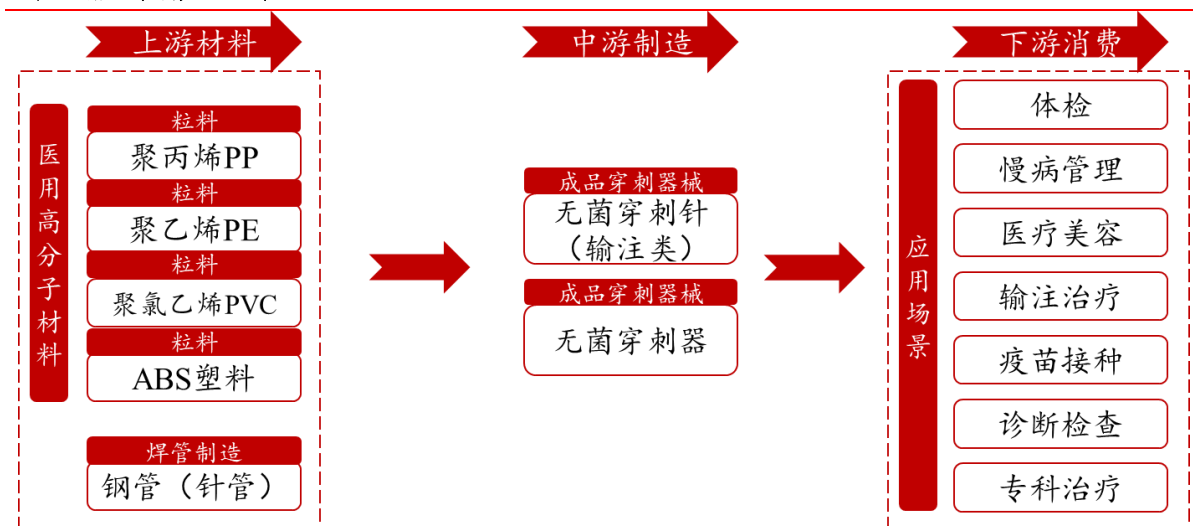 上游材料
中游制造
下游消费
医用高分子材料
粒料
聚丙烯PP
粒料
聚乙烯PE
粒料
聚氯乙烯PVC
粒料
ABS塑料
焊管制造
钢管（针管）
成品穿刺器械
无菌穿刺针
（输注类）
成品穿刺器械
无菌穿刺器
应用场景
体检
慢病管理
医疗美容
输注治疗
疫苗接种
诊断检查
专科治疗